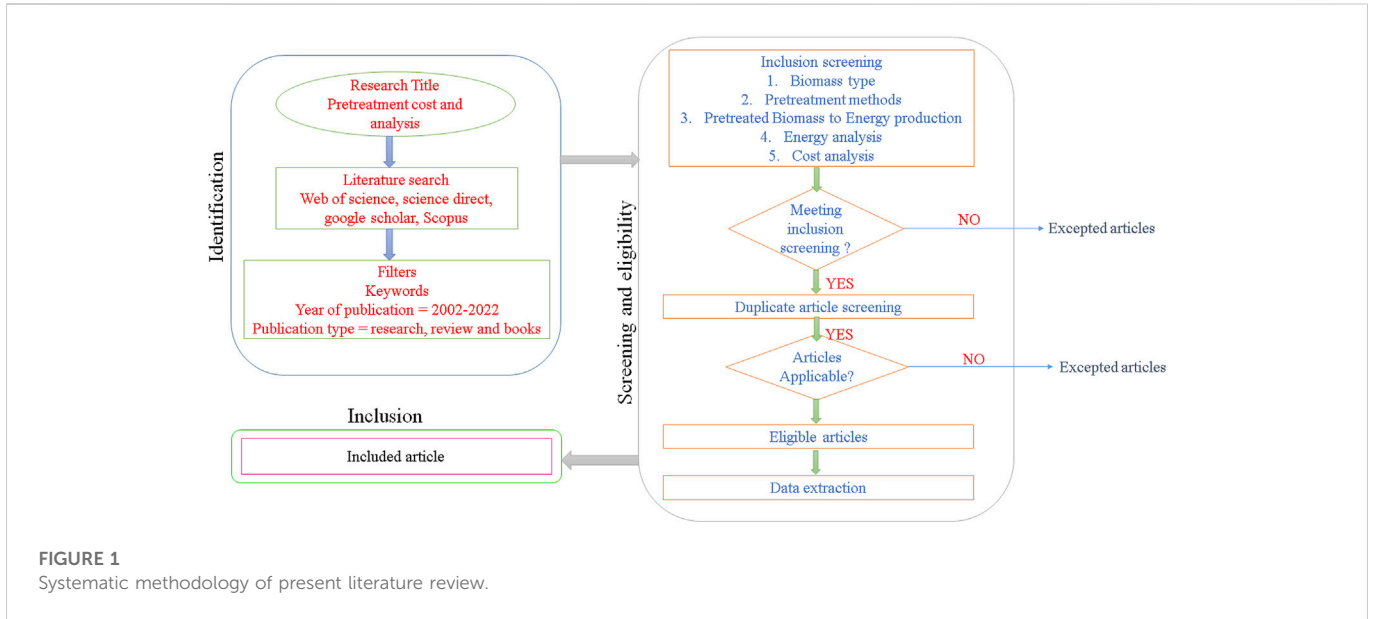 Identification
Research Title
Pretreatment cost and
analysis
Literature search
Web of science, science direct,
google scholar, Scopus
Filters
Keywords
Year of publication = 2002-2022
Publication type = research, review and books
Screening and eligibility
Inclusion screening
1. Biomass type
2. Pretreatment methods
3. Pretreated Biomass to Energy production
4. Energy analysis
5. Cost analysis
Meeting
inclusion
screening ?
NO
Excepted articles
YES
Duplicate article screening
YES
Articles
Applicable?
NO
Excepted articles
Eligible articles
Data extraction
Inclusion
Included article
FIGURE 1
Systematic methodology of present literature review.